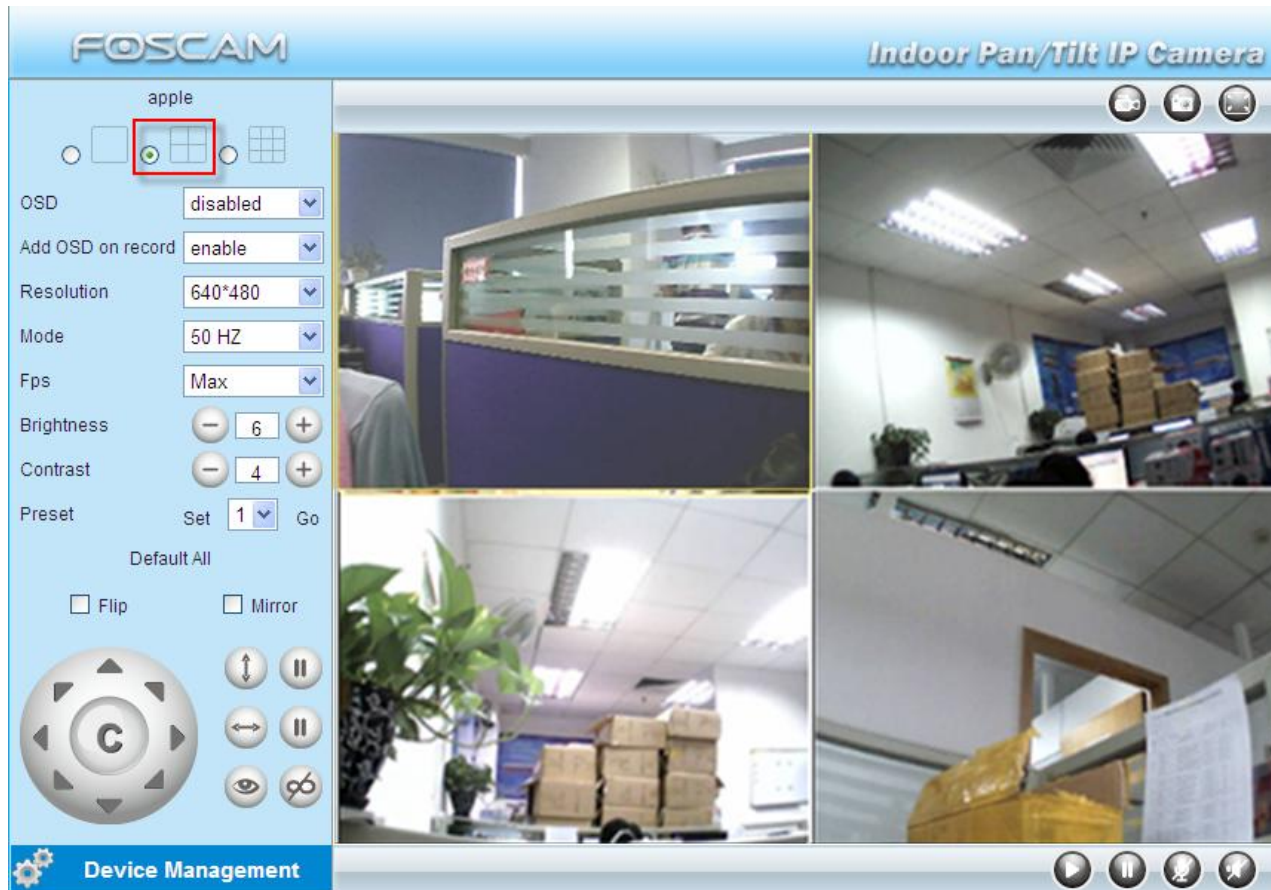 FOSCAM
Indoor Pan/Tilt IP Camera
apple
OSD disabled
Add OSD on record enable
Resolution 640*480
Mode 50 HZ
Fps Max
Brightness 6
Contrast 4
Preset Set 1 Go
Default All
Flip Mirror
C
Device Management